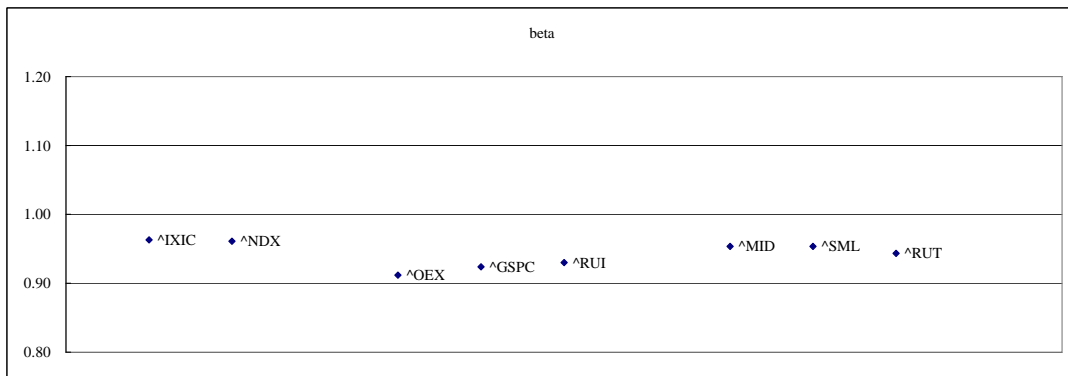 beta
1.20
1.10
1.00
^IXIC ^NDX ^MID ^SML
^OEX ^GSPC ^RUI ^RUT
0.90
0.80